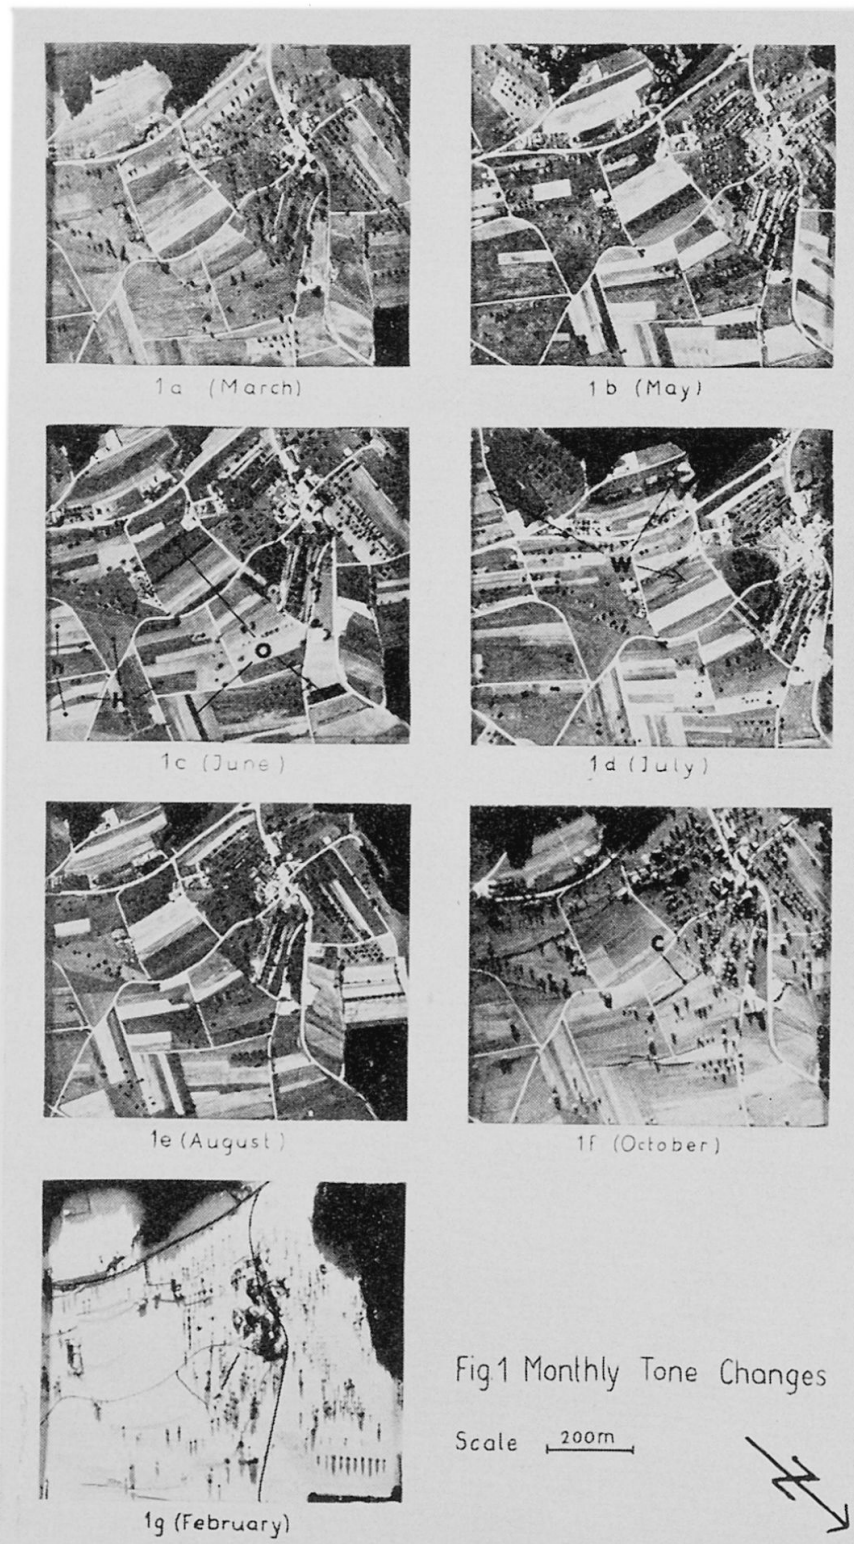 1a (March)
1b (May)
O
H
1c (June)
W
1d (July)
1e (August)
C
1f (October)
1g (February)
Fig.1 Monthly Tone Changes
Scale 200m
N